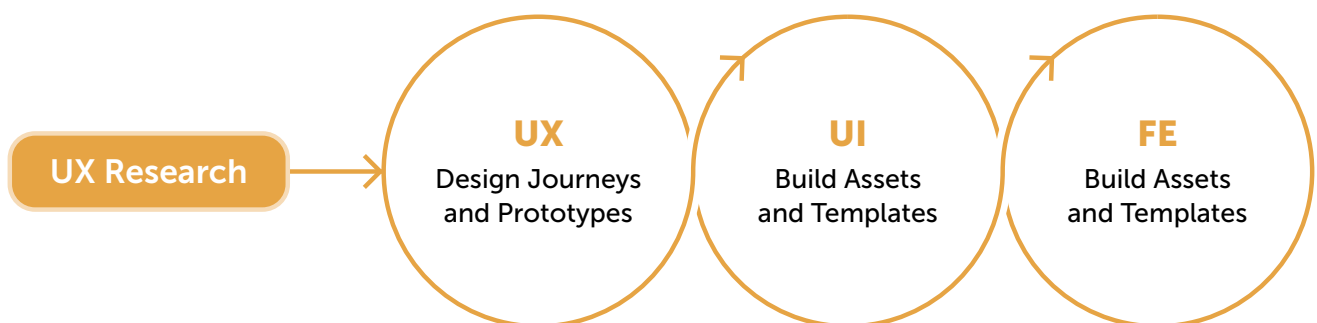 UX Research
UX
Design Journeys
and Prototypes
UI
Build Assets
and Templates
FE
Build Assets
and Templates